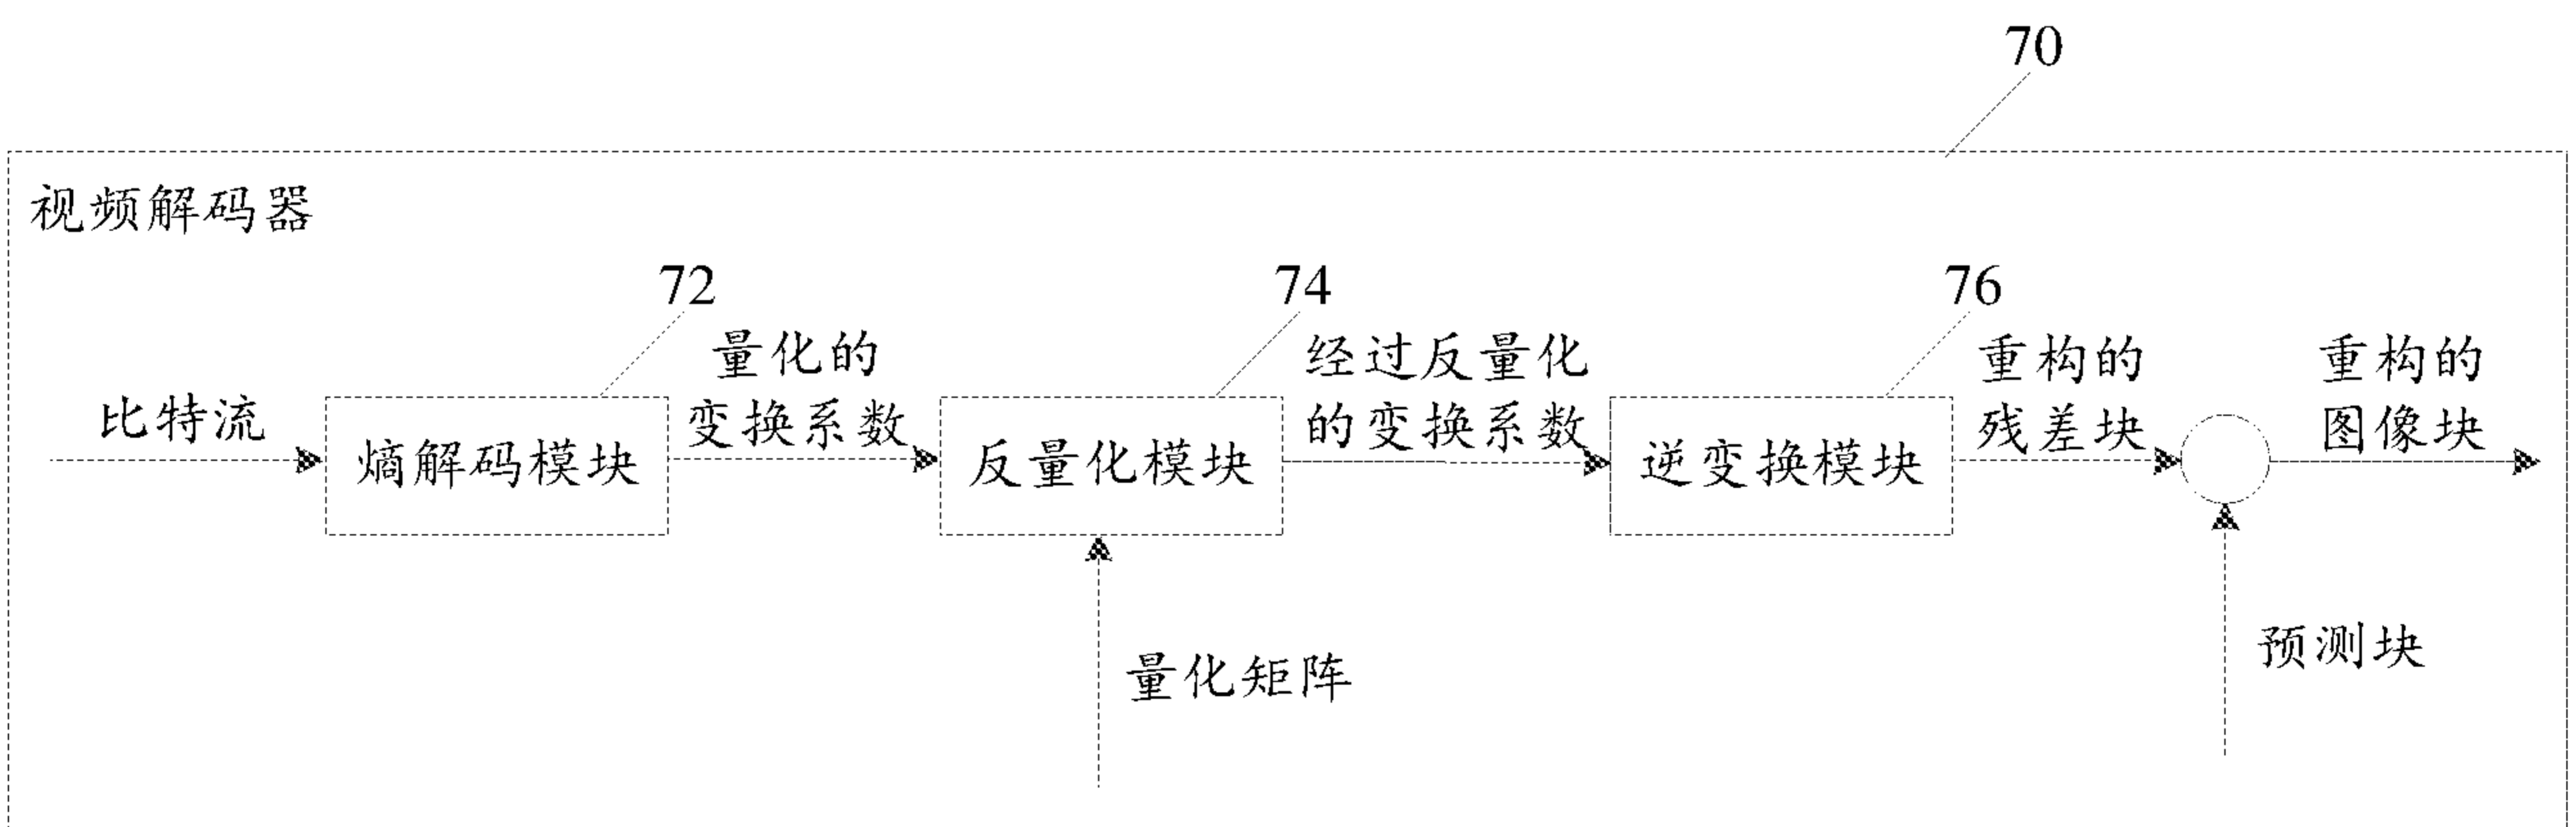 70
视频解码器
72
74
76
量化的
变换系数
经过反量化
的变换系数
重构的
残差块
重构的
图像块
比特流
熵解码模块
反量化模块
逆变换模块
量化矩阵
预测块